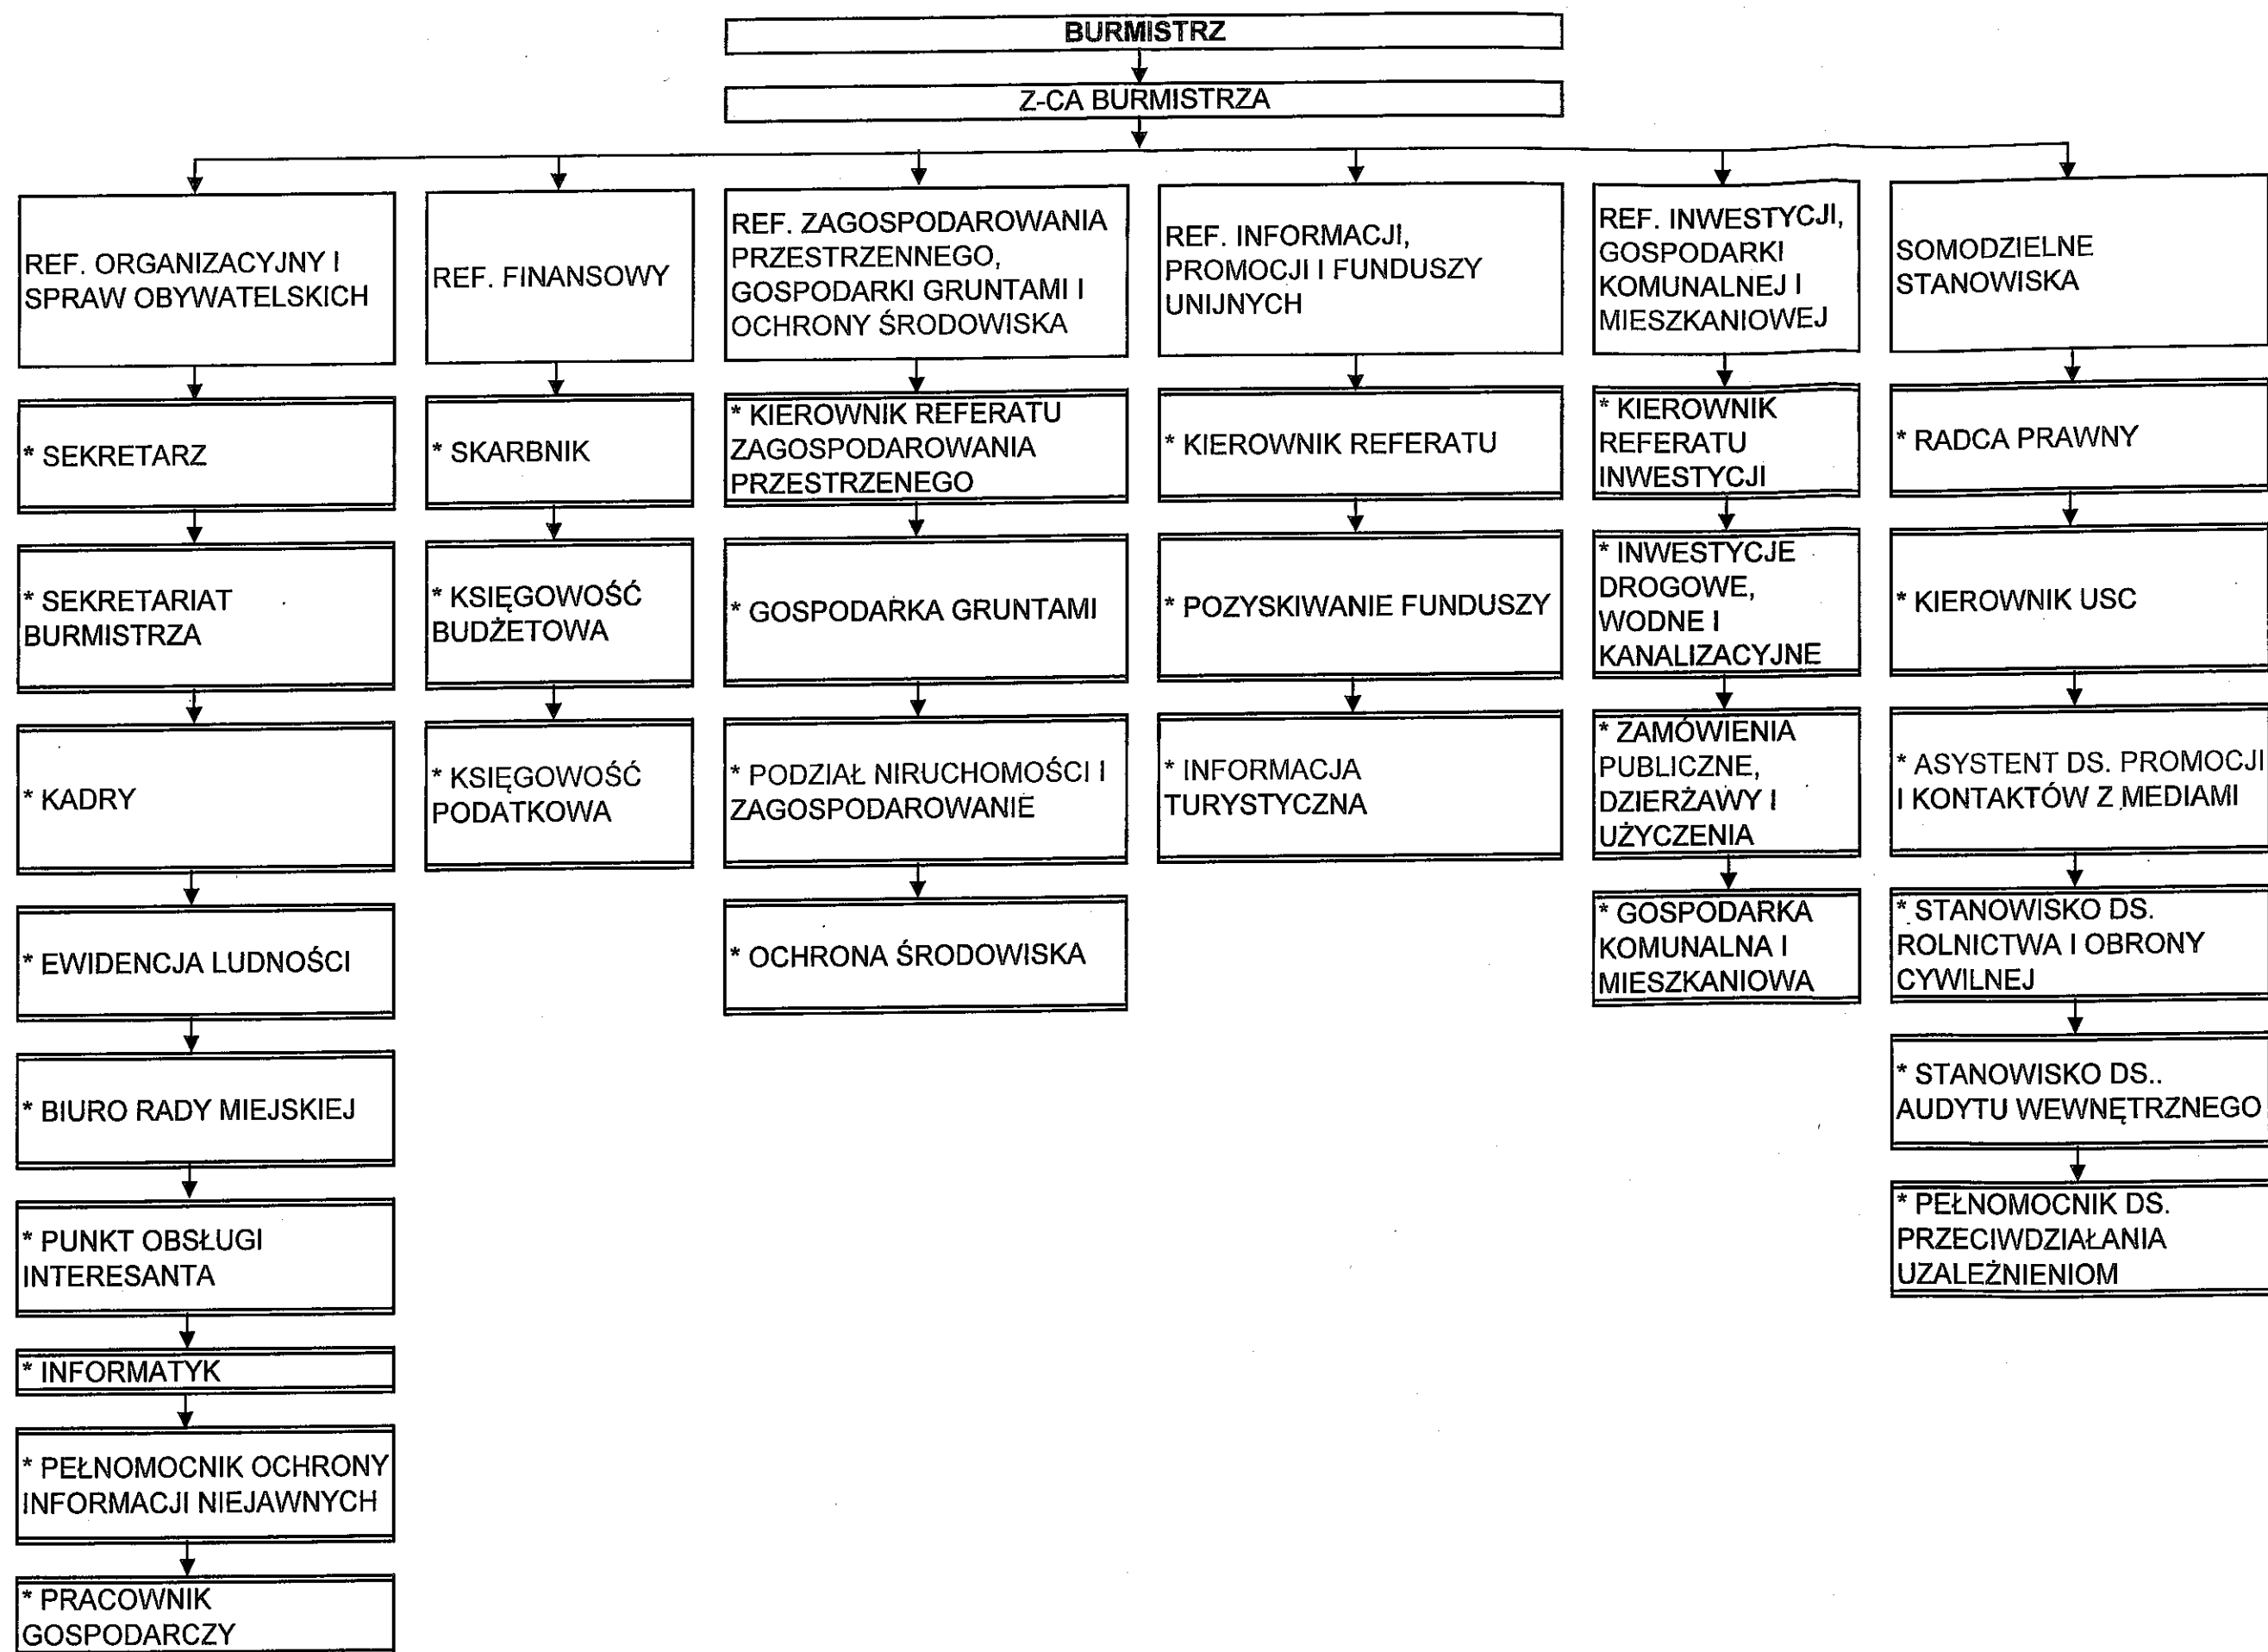 BURMISTRZ
Z-CA BURMISTRZA
REF. ORGANIZACYJNY I
SPRAW OBYWATELSKICH
* SEKRETARZ
* SEKRETARIAT
BURMISTRZA
* KADRY
* EWIDENCJA LUDNOŚCI
* BIURO RADY MIEJSKIEJ
* PUNKT OBSŁUGI
INTERESANTA
* INFORMATYK
* PEŁNOMOCNIK OCHRONY
INFORMACJI NIEJAWNYCH
* PRACOWNIK
GOSPODARCZY
REF. FINANSOWY
* SKARBNIK
* KSIĘGOWOŚĆ
BUDŻETOWA
* KSIĘGOWOŚĆ
PODATKOWA
REF. ZAGOSPODAROWANIA
PRZESTRZENNEGO,
GOSPODARKI GRUNTAMI I
OCHRONY ŚRODOWISKA
* KIEROWNIK REFERATU
ZAGOSPODAROWANIA
PRZESTRZENEGO
* GOSPODARKA GRUNTAMI
* PODZIAŁ NIRUCHOMOŚCI I
ZAGOSPODAROWANIE
* OCHRONA ŚRODOWISKA
REF. INFORMACJI,
PROMOCJI I FUNDUSZY
UNIJNYCH
* KIEROWNIK REFERATU
* POZYSKIWANIE FUNDUSZY
* INFORMACJA
TURYSTYCZNA
REF. INWESTYCJI,
GOSPODARKI
KOMUNALNEJ I
MIESZKANIOWEJ
* KIEROWNIK
REFERATU
INWESTYCJI
* INWESTYCJE
DROGOWE,
WODNE I
KANALIZACYJNE
* ZAMÓWIENIA
PUBLICZNE,
DZIERŻAWY I
UŻYCZENIA
* GOSPODARKA
KOMUNALNA I
MIESZKANIOWA
SOMODZIELNE
STANOWISKA
* RADCA PRAWNY
* KIEROWNIK USC
* ASYSTENT DS. PROMOCJI
I KONTAKTÓW Z MEDIAMI
* STANOWISKO DS.
ROLNICTWA I OBRONY
CYWILNEJ
* STANOWISKO DS..
AUDYTU WEWNĘTRZNEGO
* PEŁNOMOCNIK DS.
PRZECIWDZIAŁANIA
UZALEŻNIENIOM